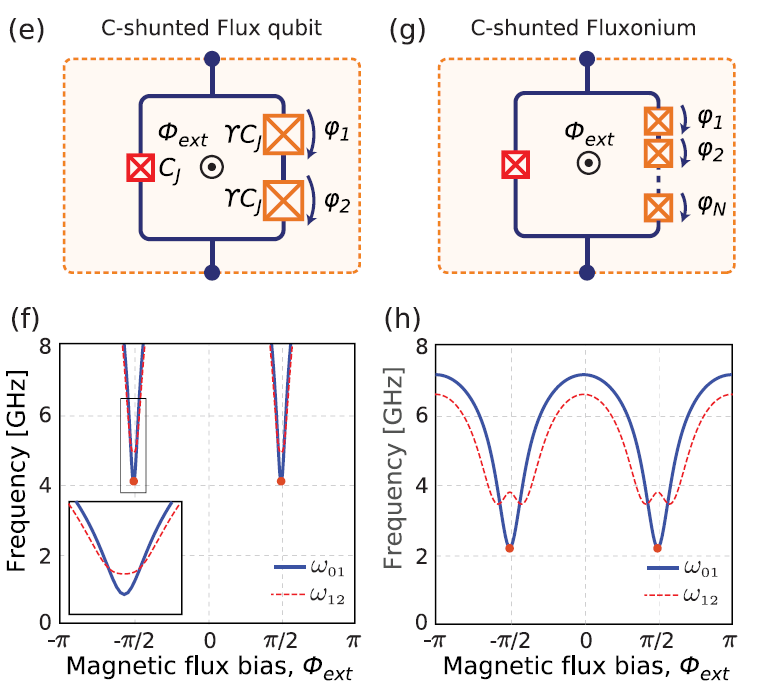 (e) C-shunted Flux qubit
Φext
CJ
ϒCJ
φ1
ϒCJ
φ2
(g) C-shunted Fluxonium
Φext
φ1
φ2
φN
(f)
Frequency [GHz]
8
6
4
2
0
ω01
ω12
-π
-π/2
0
π/2
π
Magnetic flux bias, Φext
(h)
Frequency [GHz]
8
6
4
2
0
ω01
ω12
-π
-π/2
0
π/2
π
Magnetic flux bias, Φext